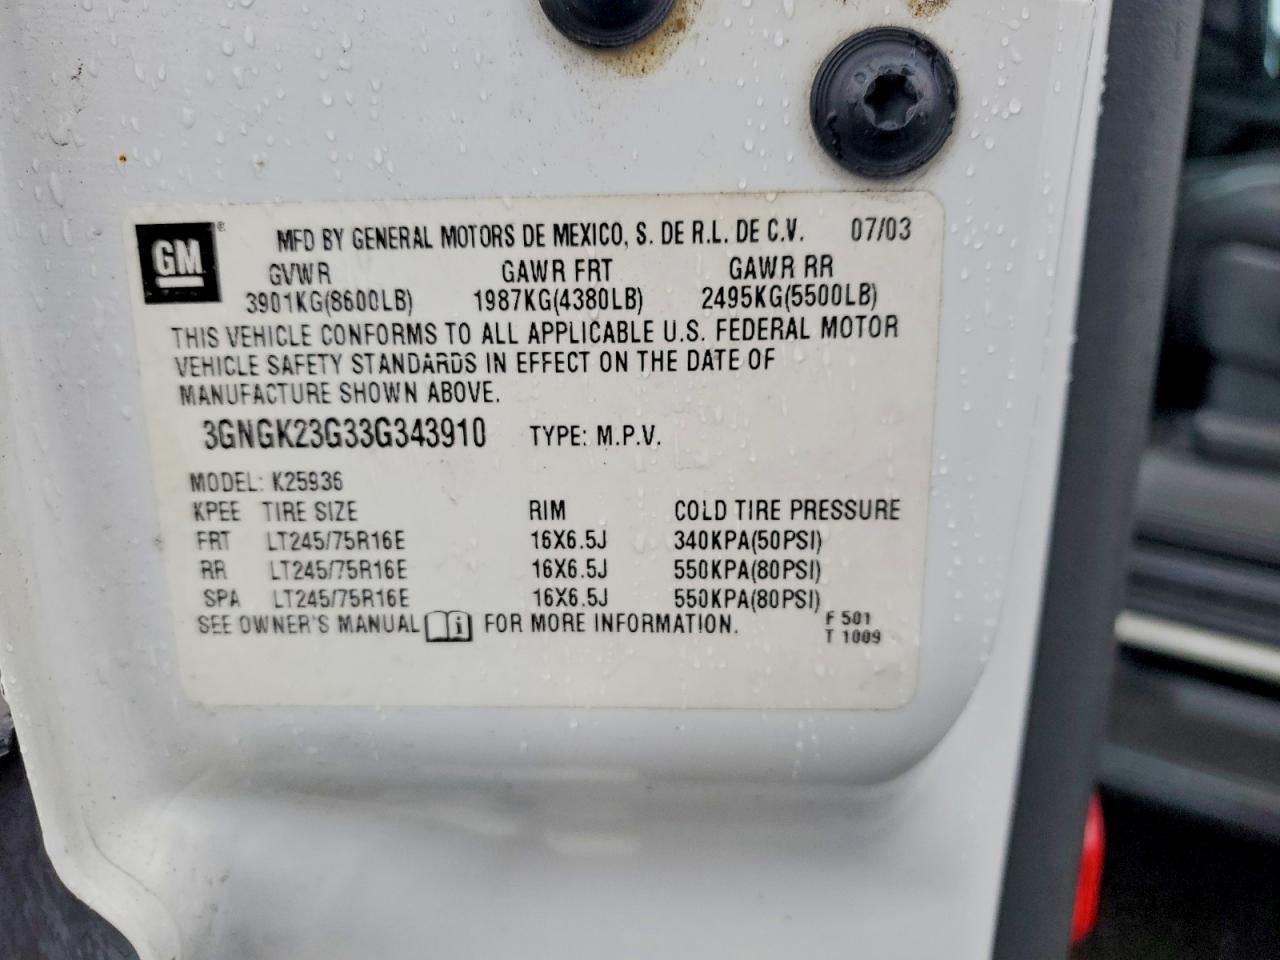 GM ® MFD BY GENERAL MOTORS DE MEXICO, S. DE R.L. DE C.V. 07/03
GVWR GAWR FRT GAWR RR
3901KG(8600LB) 1987KG(4380LB) 2495KG(5500LB)
THIS VEHICLE CONFORMS TO ALL APPLICABLE U.S. FEDERAL MOTOR
VEHICLE SAFETY STANDARDS IN EFFECT ON THE DATE OF
MANUFACTURE SHOWN ABOVE.
3GNGK23G33G343910 TYPE: M.P.V.
MODEL: K25936
KPEE TIRE SIZE RIM COLD TIRE PRESSURE
FRT LT245/75R16E 16X6.5J 340KPA(50PSI)
RR LT245/75R16E 16X6.5J 550KPA(80PSI)
SPA LT245/75R16E 16X6.5J 550KPA(80PSI)
SEE OWNER'S MANUAL i FOR MORE INFORMATION. F 501
T 1009